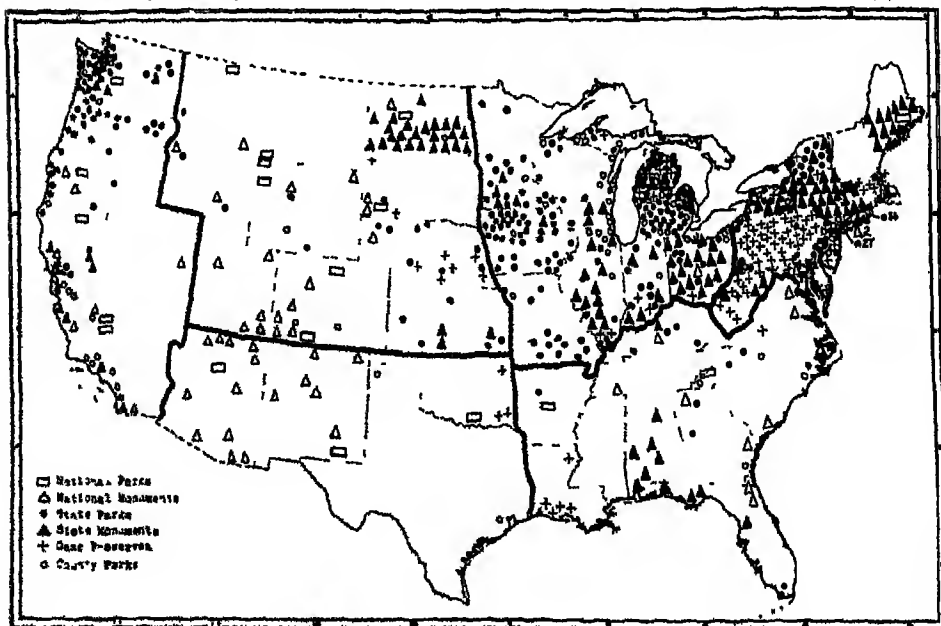 National Parks
National Monuments
State Parks
State Monuments
Game Preserves
County Parks